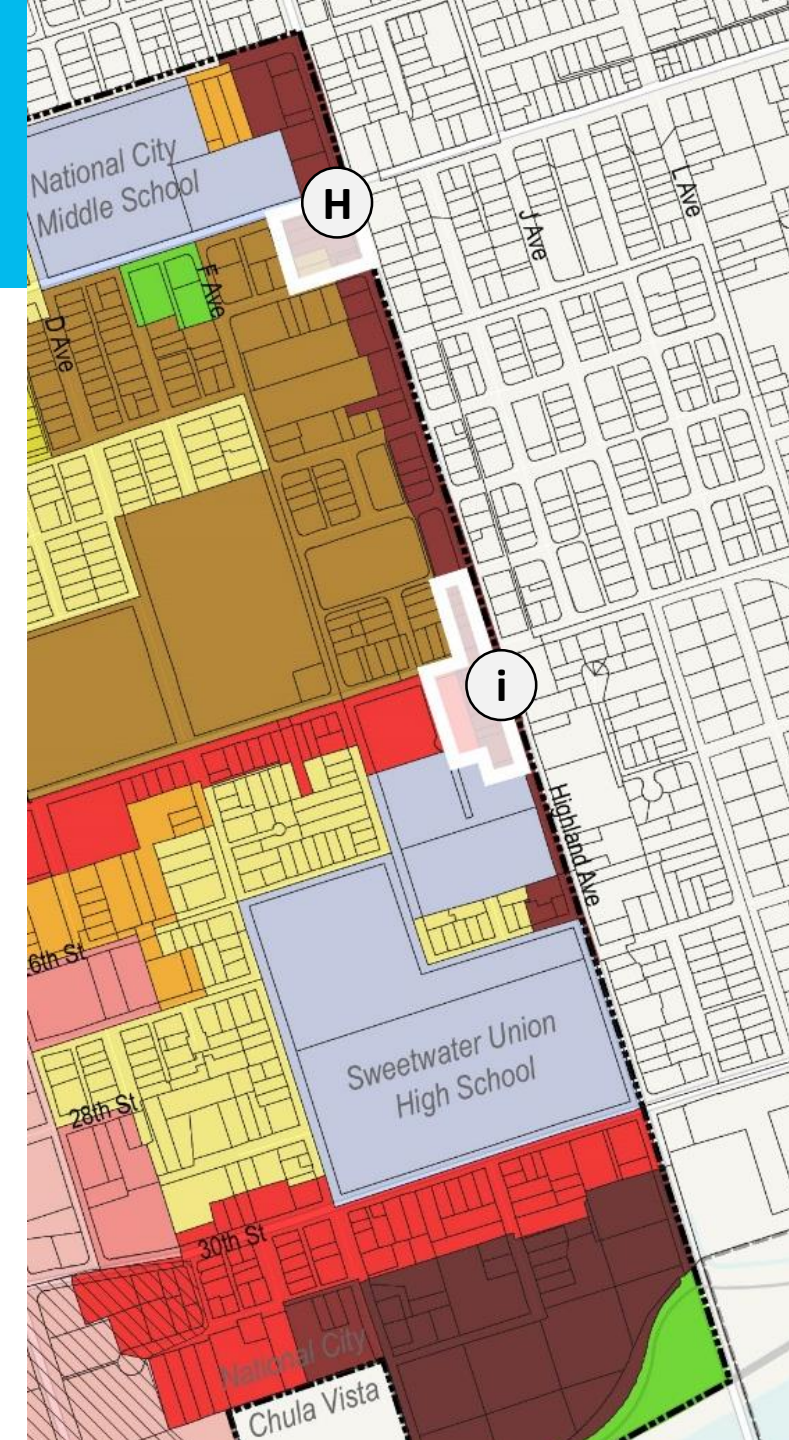 National City
Middle School
H
J Ave
L Ave
F Ave
D Ave
i
Highland Ave
6th St
Sweetwater Union
High School
28th St
30th St
National City
Chula Vista